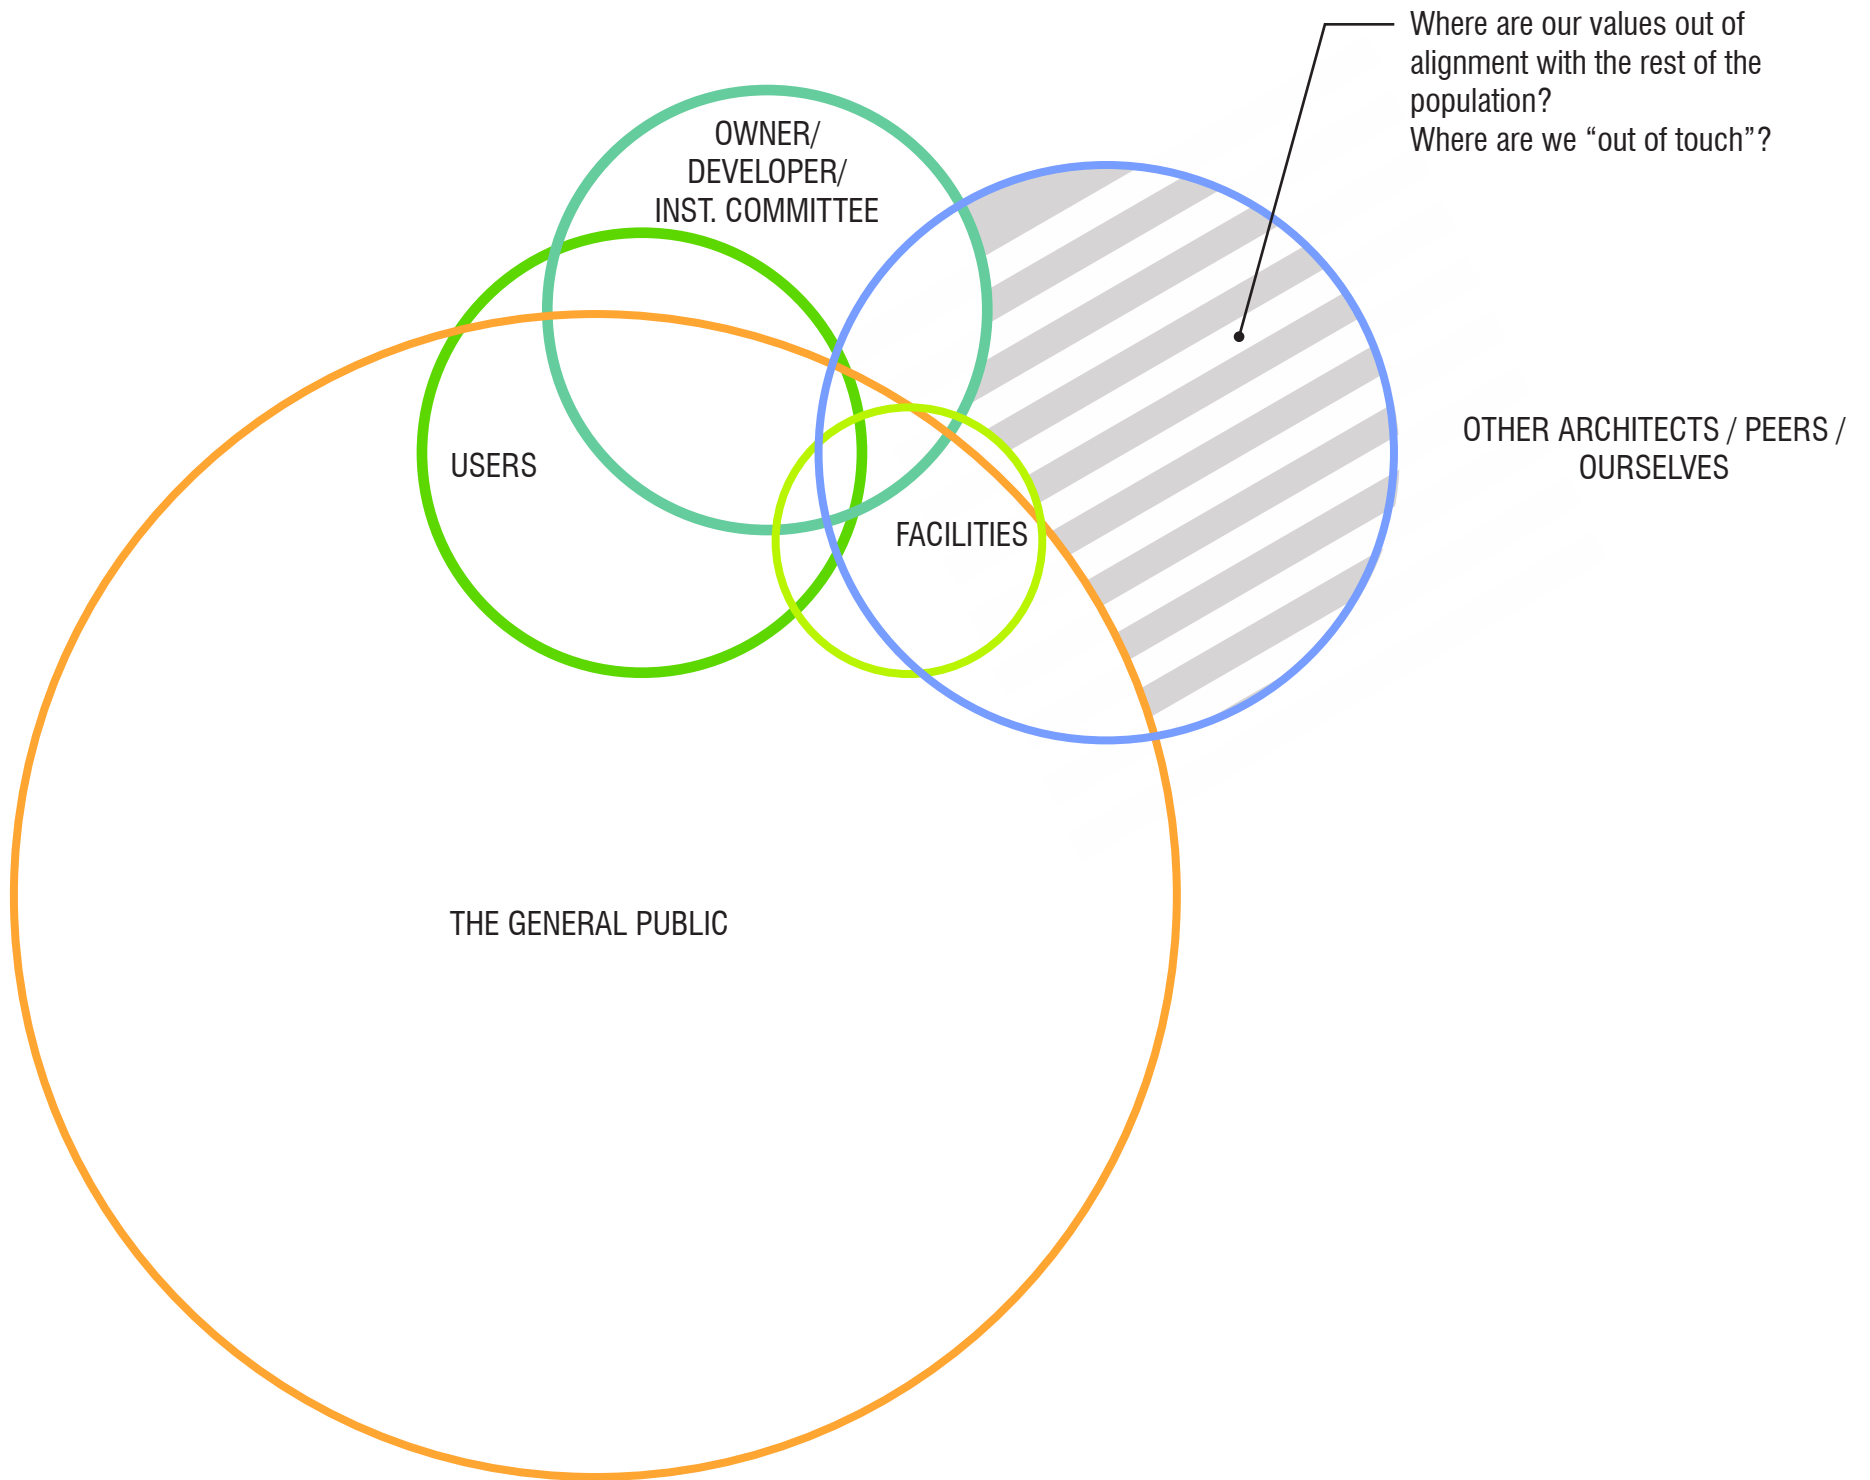 Where are our values out of
alignment with the rest of the
population?
Where are we “out of touch”?
OWNER/
DEVELOPER/
INST. COMMITTEE
OTHER ARCHITECTS / PEERS /
OURSELVES
USERS
FACILITIES
THE GENERAL PUBLIC